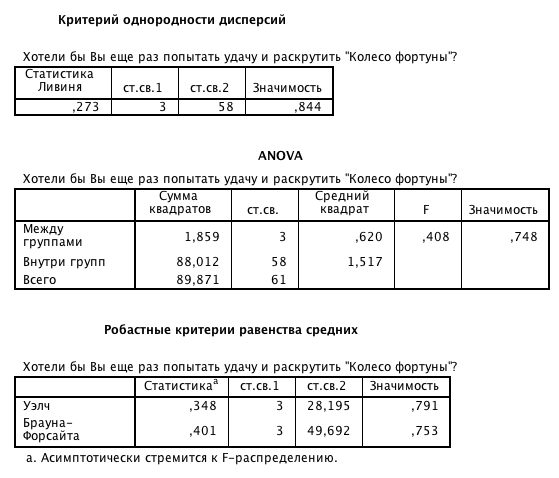 Критерий однородности дисперсий
Хотели бы Вы еще раз попытать удачу и раскрутить "Колесо фортуны"?
Статистика
Ливиня ст.св.1 ст.св.2 Значимость
,273 3 58 ,844
ANOVA
Хотели бы Вы еще раз попытать удачу и раскрутить "Колесо фортуны"?
Сумма Средний
квадратов ст.св. квадрат F Значимость
Между
группами 1,859 3 ,620 ,408 ,748
Внутри групп 88,012 58 1,517
Всего 89,871 61
Робастные критерии равенства средних
Хотели бы Вы еще раз попытать удачу и раскрутить "Колесо фортуны"?
Статистикаª ст.св.1 ст.св.2 Значимость
Уэлч ,348 3 28,195 ,791
Брауна-
Форсайта ,401 3 49,692 ,753
a. Асимптотически стремится к F-распределению.